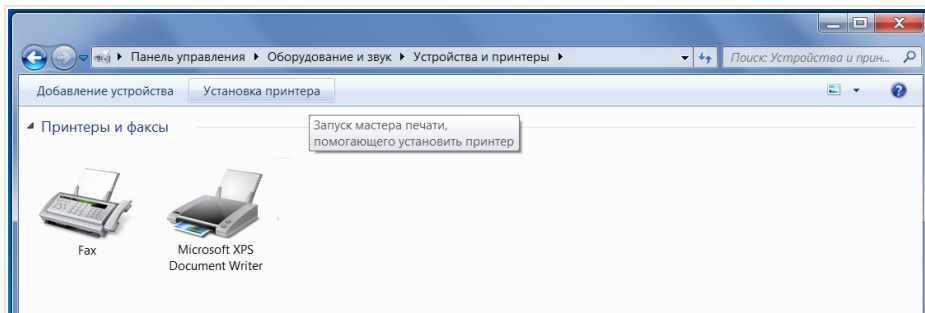 Панель управления ▸ Оборудование и звук ▸ Устройства и принтеры ▸
Поиск: Устройства и прин...
Добавление устройства Установка принтера
Принтеры и факсы
Запуск мастера печати,
помогающего установить принтер
Fax
Microsoft XPS
Document Writer